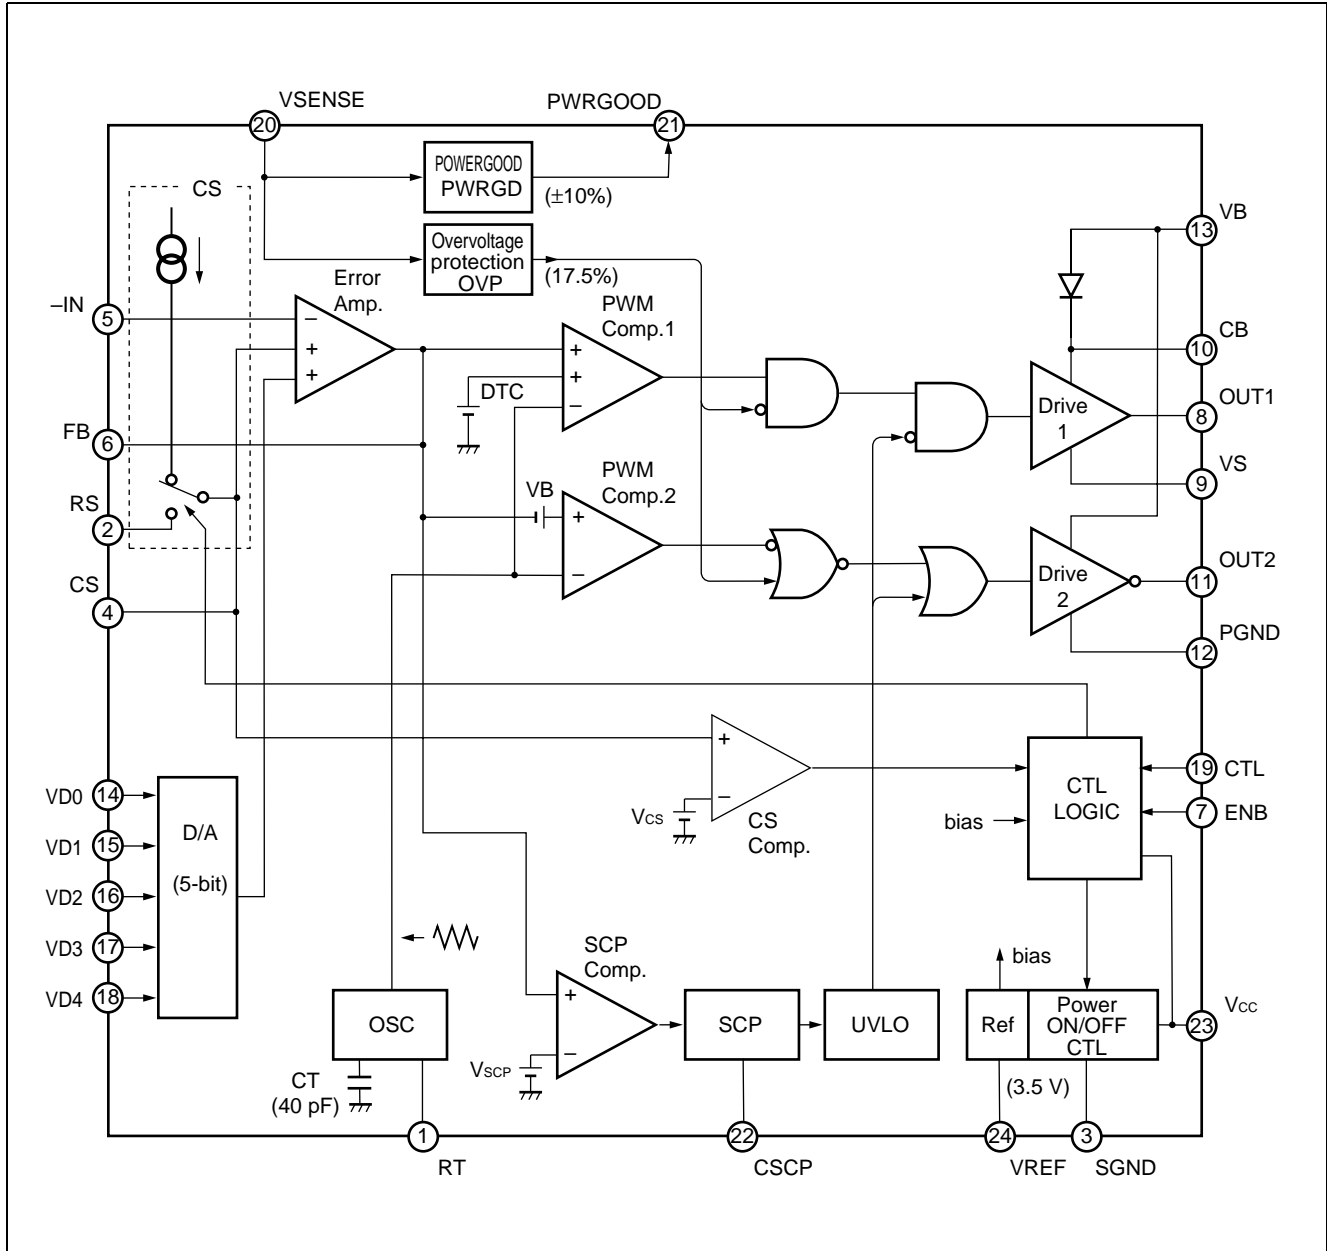 VSENSE
20
PWRGOOD
21
CS
POWERGOOD
PWRGD
(±10%)
Overvoltage
protection
OVP
(17.5%)
VB
13
Error
Amp.
–IN
5
−
+
+
PWM
Comp.1
+
+
−
DTC
CB
10
Drive
1
OUT1
8
FB
6
VS
9
RS
2
VB
PWM
Comp.2
+
−
Drive
2
OUT2
11
CS
4
PGND
12
+
−
VCS
CS
Comp.
CTL
LOGIC
bias
19
CTL
7
ENB
VD0
14
VD1
15
VD2
16
VD3
17
VD4
18
D/A
(5-bit)
SCP
Comp.
+
−
VSCP
OSC
CT
(40 pF)
SCP
UVLO
bias
Ref
Power
ON/OFF
CTL
(3.5 V)
VCC
23
1
RT
22
CSCP
24
VREF
3
SGND